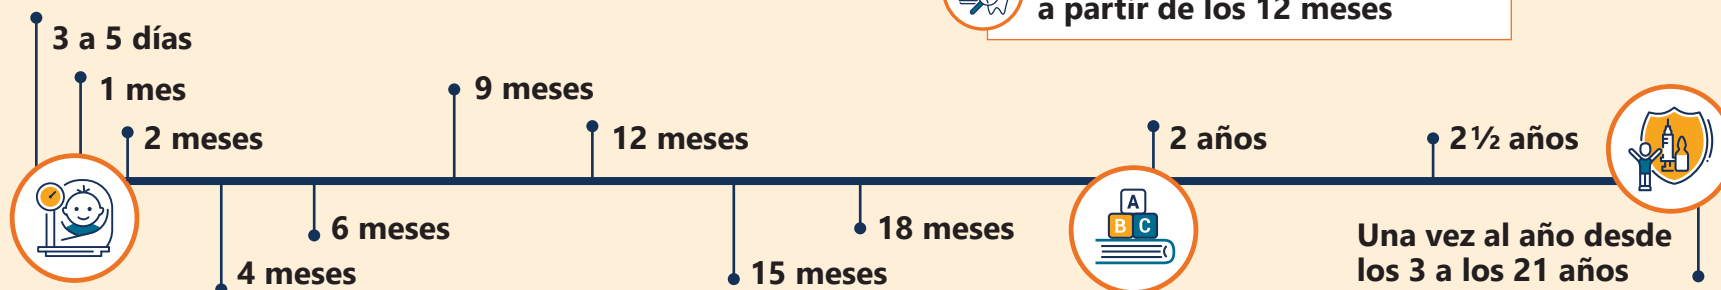 a partir de los 12 meses
3 a 5 días
1 mes
2 meses
4 meses
6 meses
9 meses
12 meses
15 meses
18 meses
2 años
A
B C
2½ años
Una vez al año desde
los 3 a los 21 años